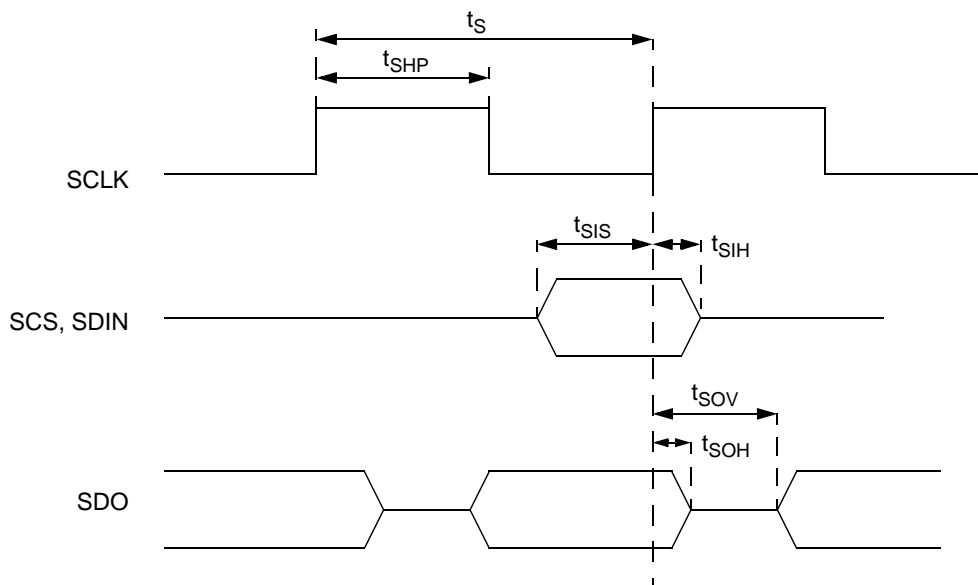 tS
tSHP
SCLK
tSIS
tSIH
SCS, SDIN
tSOV
tSOH
SDO